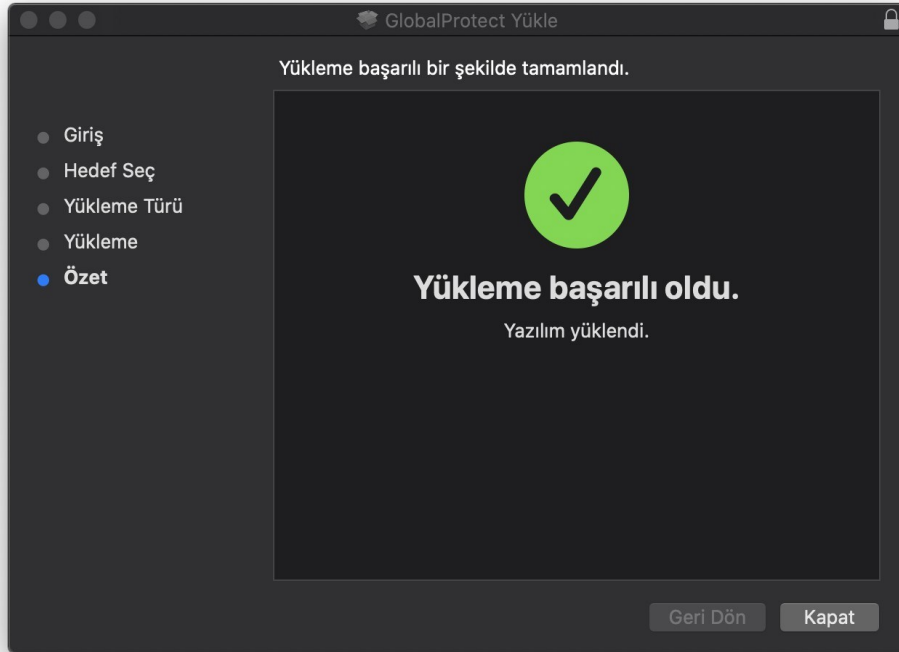 GlobalProtect Yükle
Yükleme başarılı bir şekilde tamamlandı.
Giriş
Hedef Seç
Yükleme Türü
Yükleme
Özet
Yükleme başarılı oldu.
Yazılım yüklendi.
Geri Dön
Kapat